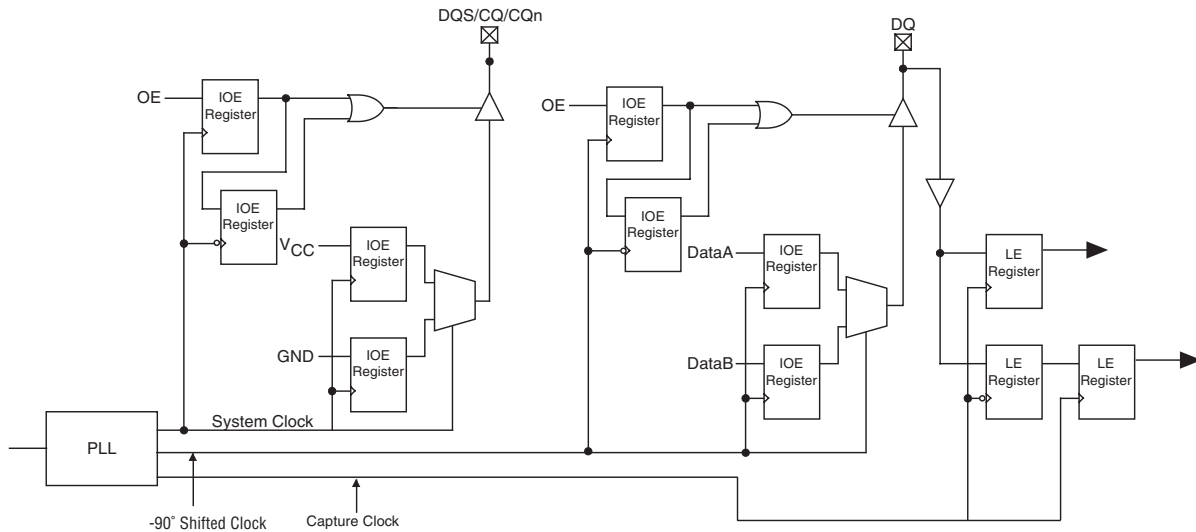 DQS/CQ/CQn
DQ
OE
IOE
Register
OE
IOE
Register
IOE
Register
IOE
Register
VCC
IOE
Register
DataA
IOE
Register
LE
Register
GND
IOE
Register
DataB
IOE
Register
LE
Register
LE
Register
System Clock
PLL
-90° Shifted Clock
Capture Clock